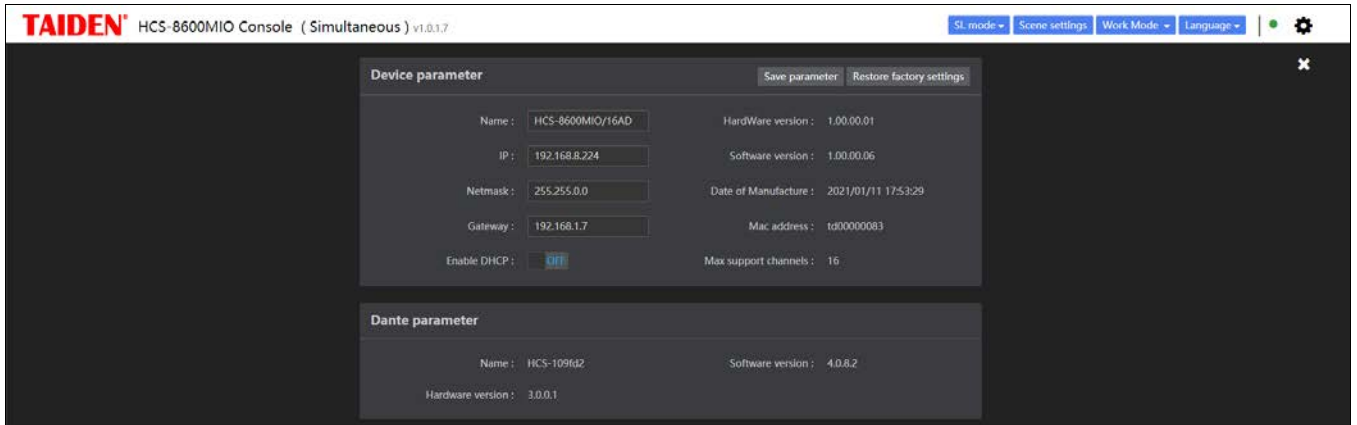 TAIDEN® HCS-8600MIO Console ( Simultaneous ) v1.0.1.7 SI. mode Scene settings Work Mode Language
Device parameter Save parameter Restore factory settings
Name : HCS-8600MIO/16AD HardWare version : 1.00.00.01
IP : 192.168.8.224 Software version : 1.00.00.06
Netmask : 255.255.0.0 Date of Manufacture : 2021/01/11 17:53:29
Gateway : 192.168.1.7 Mac address : td00000083
Enable DHCP : OFF Max support channels : 16
Dante parameter
Name : HCS-109fd2 Software version : 4.0.8.2
Hardware version : 3.0.0.1